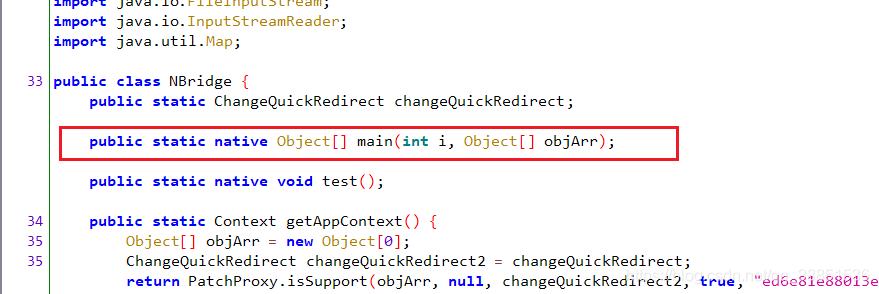 import java.io.FileInputStream;
import java.io.InputStreamReader;
import java.util.Map;
33 public class NBridge {
public static ChangeQuickRedirect changeQuickRedirect;
public static native Object[] main(int i, Object[] objArr);
public static native void test();
34 public static Context getAppContext() {
35 Object[] objArr = new Object[0];
35 ChangeQuickRedirect changeQuickRedirect2 = changeQuickRedirect;
return PatchProxy.isSupport(objArr, null, changeQuickRedirect2, true, "ed6e81e88013e